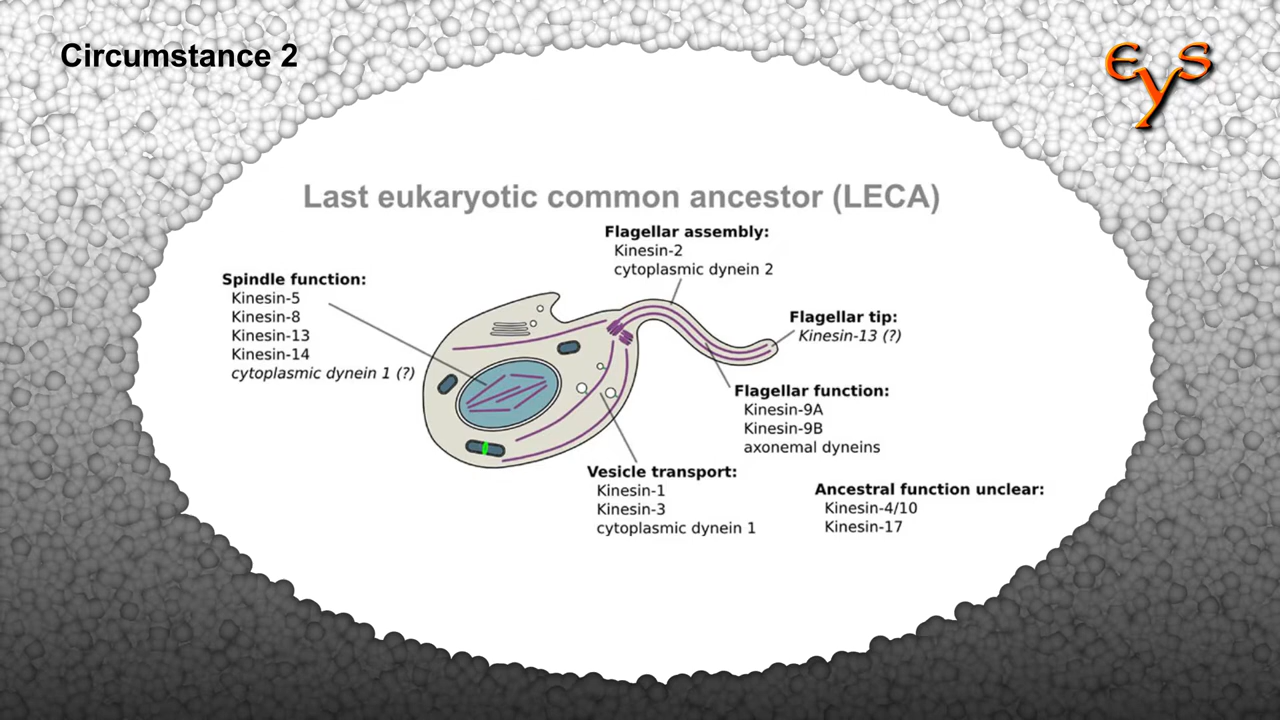 Circumstance 2
EYS
Last eukaryotic common ancestor (LECA)
Flagellar assembly:
Kinesin-2
cytoplasmic dynein 2
Spindle function:
Kinesin-5
Kinesin-8
Kinesin-13
Kinesin-14
cytoplasmic dynein 1 (?)
Flagellar tip:
Kinesin-13 (?)
Flagellar function:
Kinesin-9A
Kinesin-9B
axonemal dyneins
Vesicle transport:
Kinesin-1
Kinesin-3
cytoplasmic dynein 1
Ancestral function unclear:
Kinesin-4/10
Kinesin-17